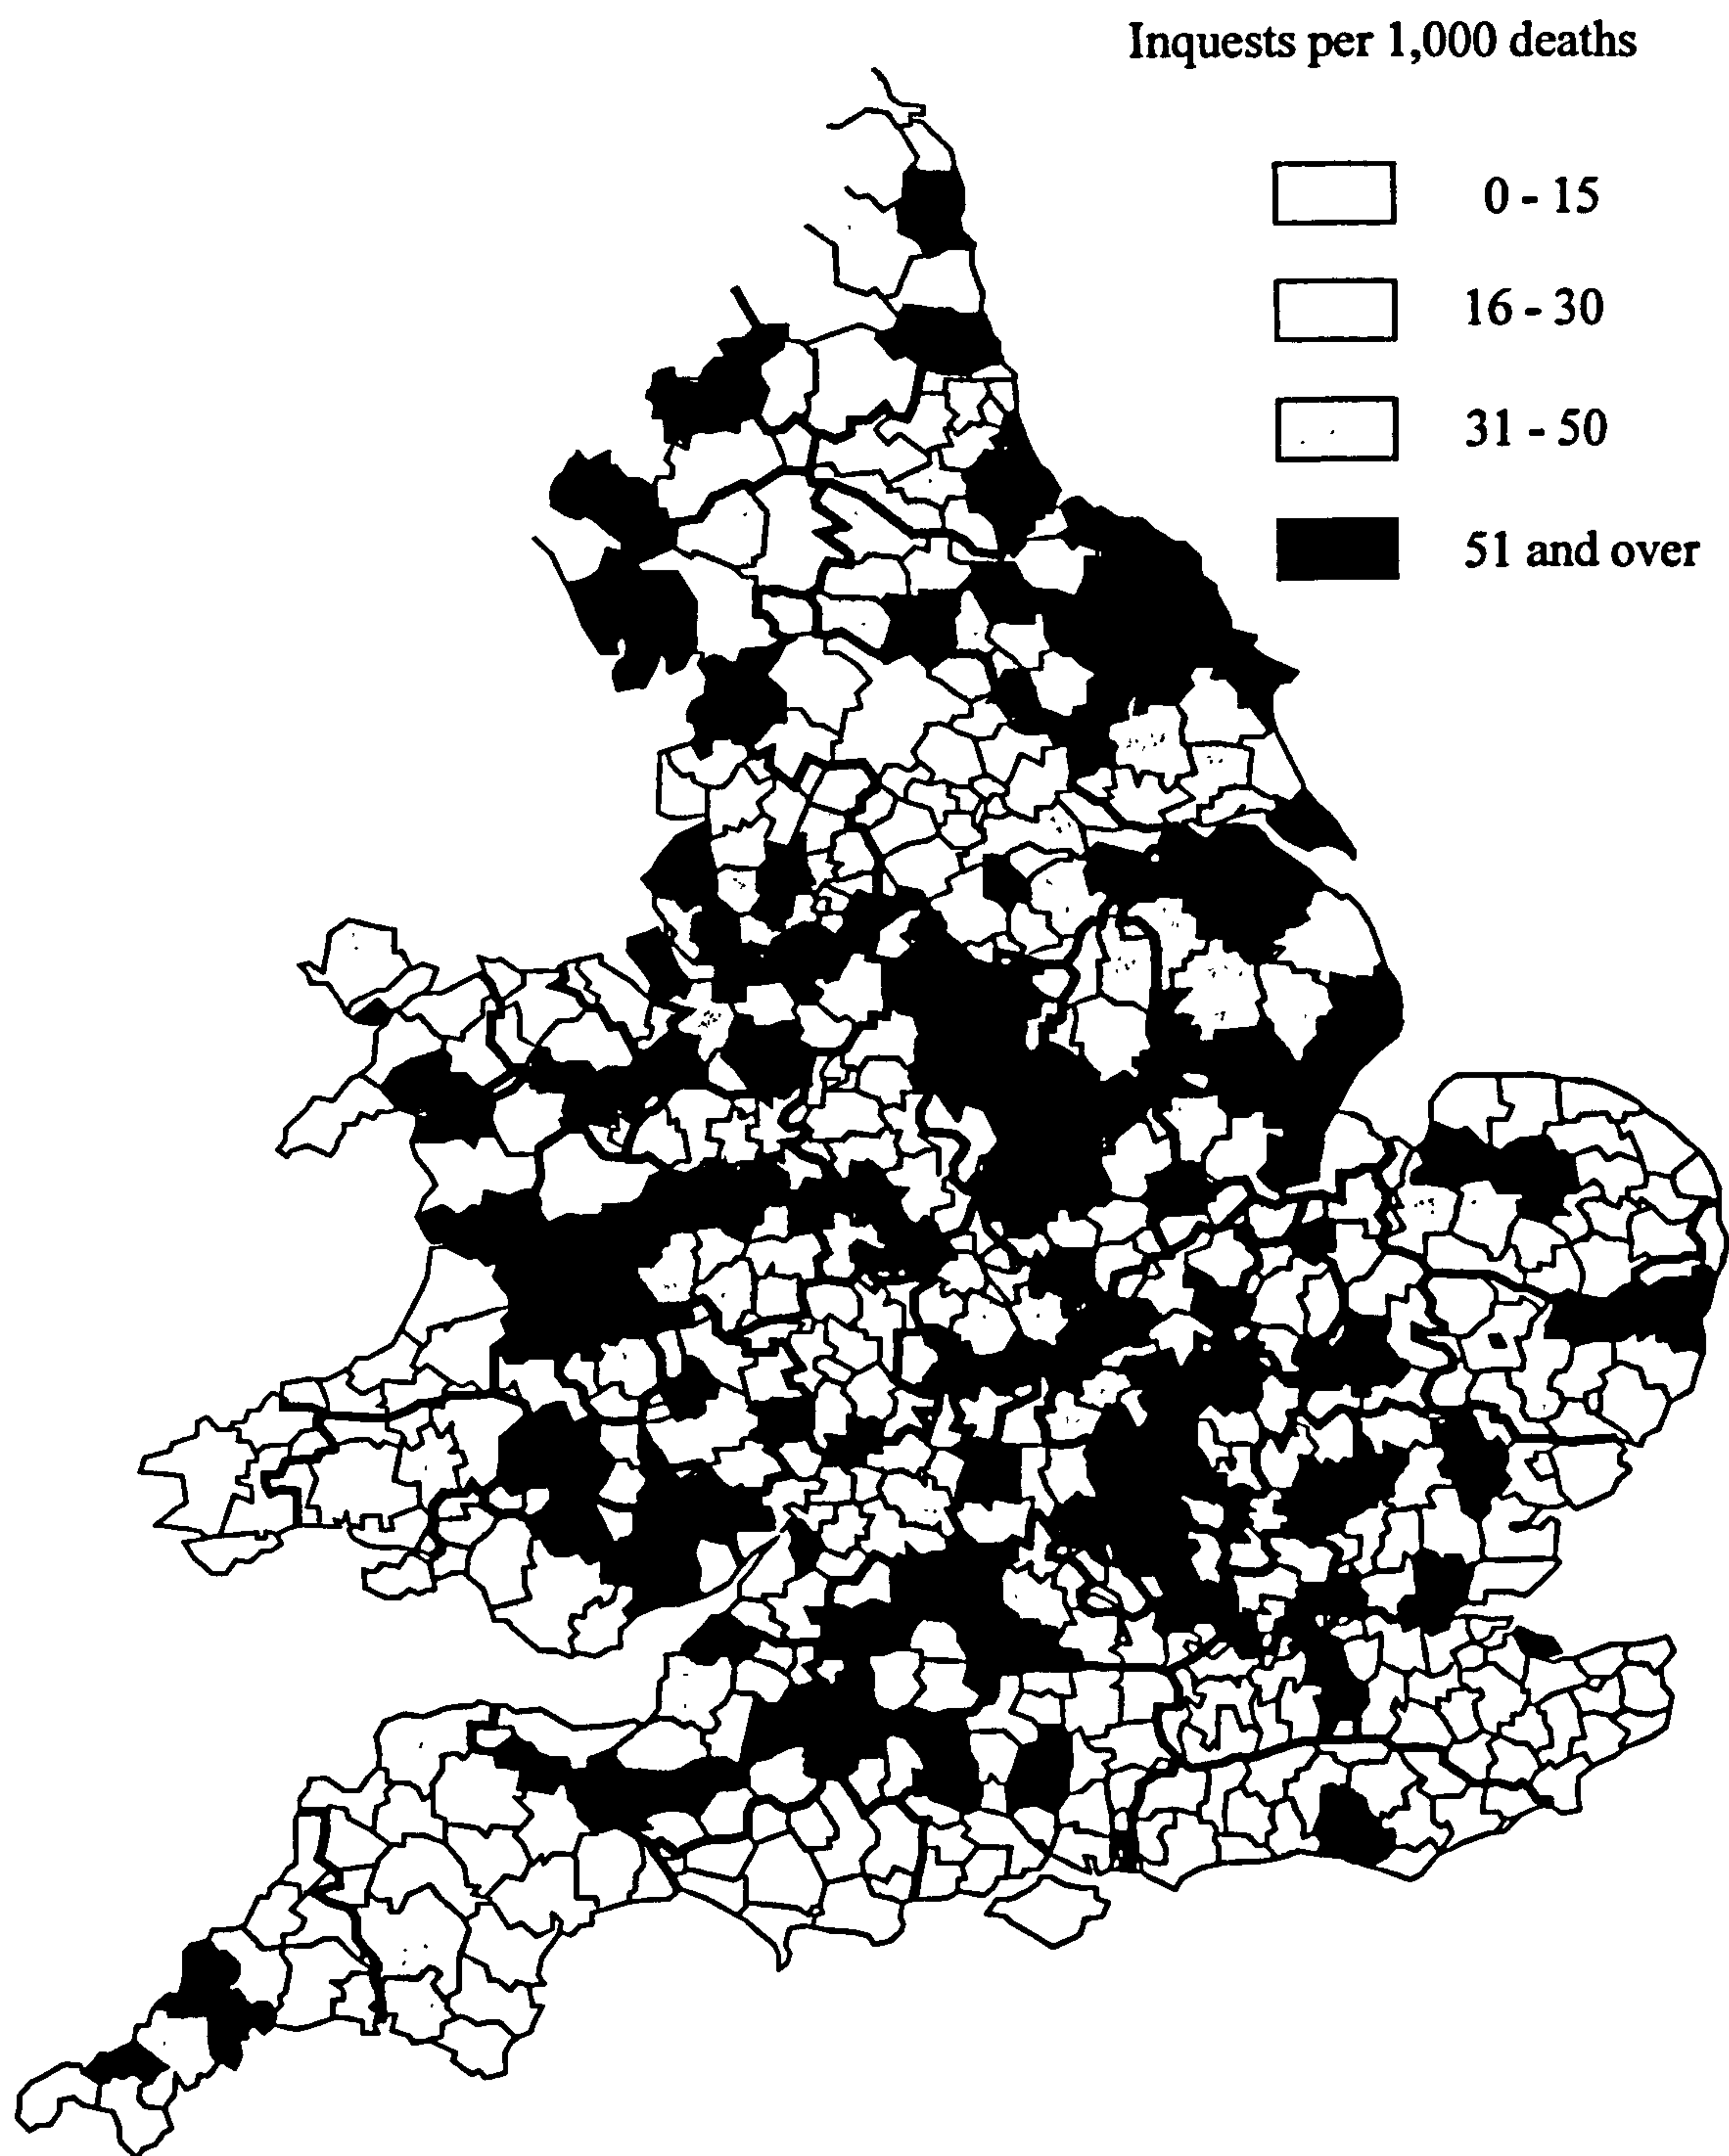 Inquests per 1,000 deaths
0 - 15
16 - 30
31 - 50
51 and over